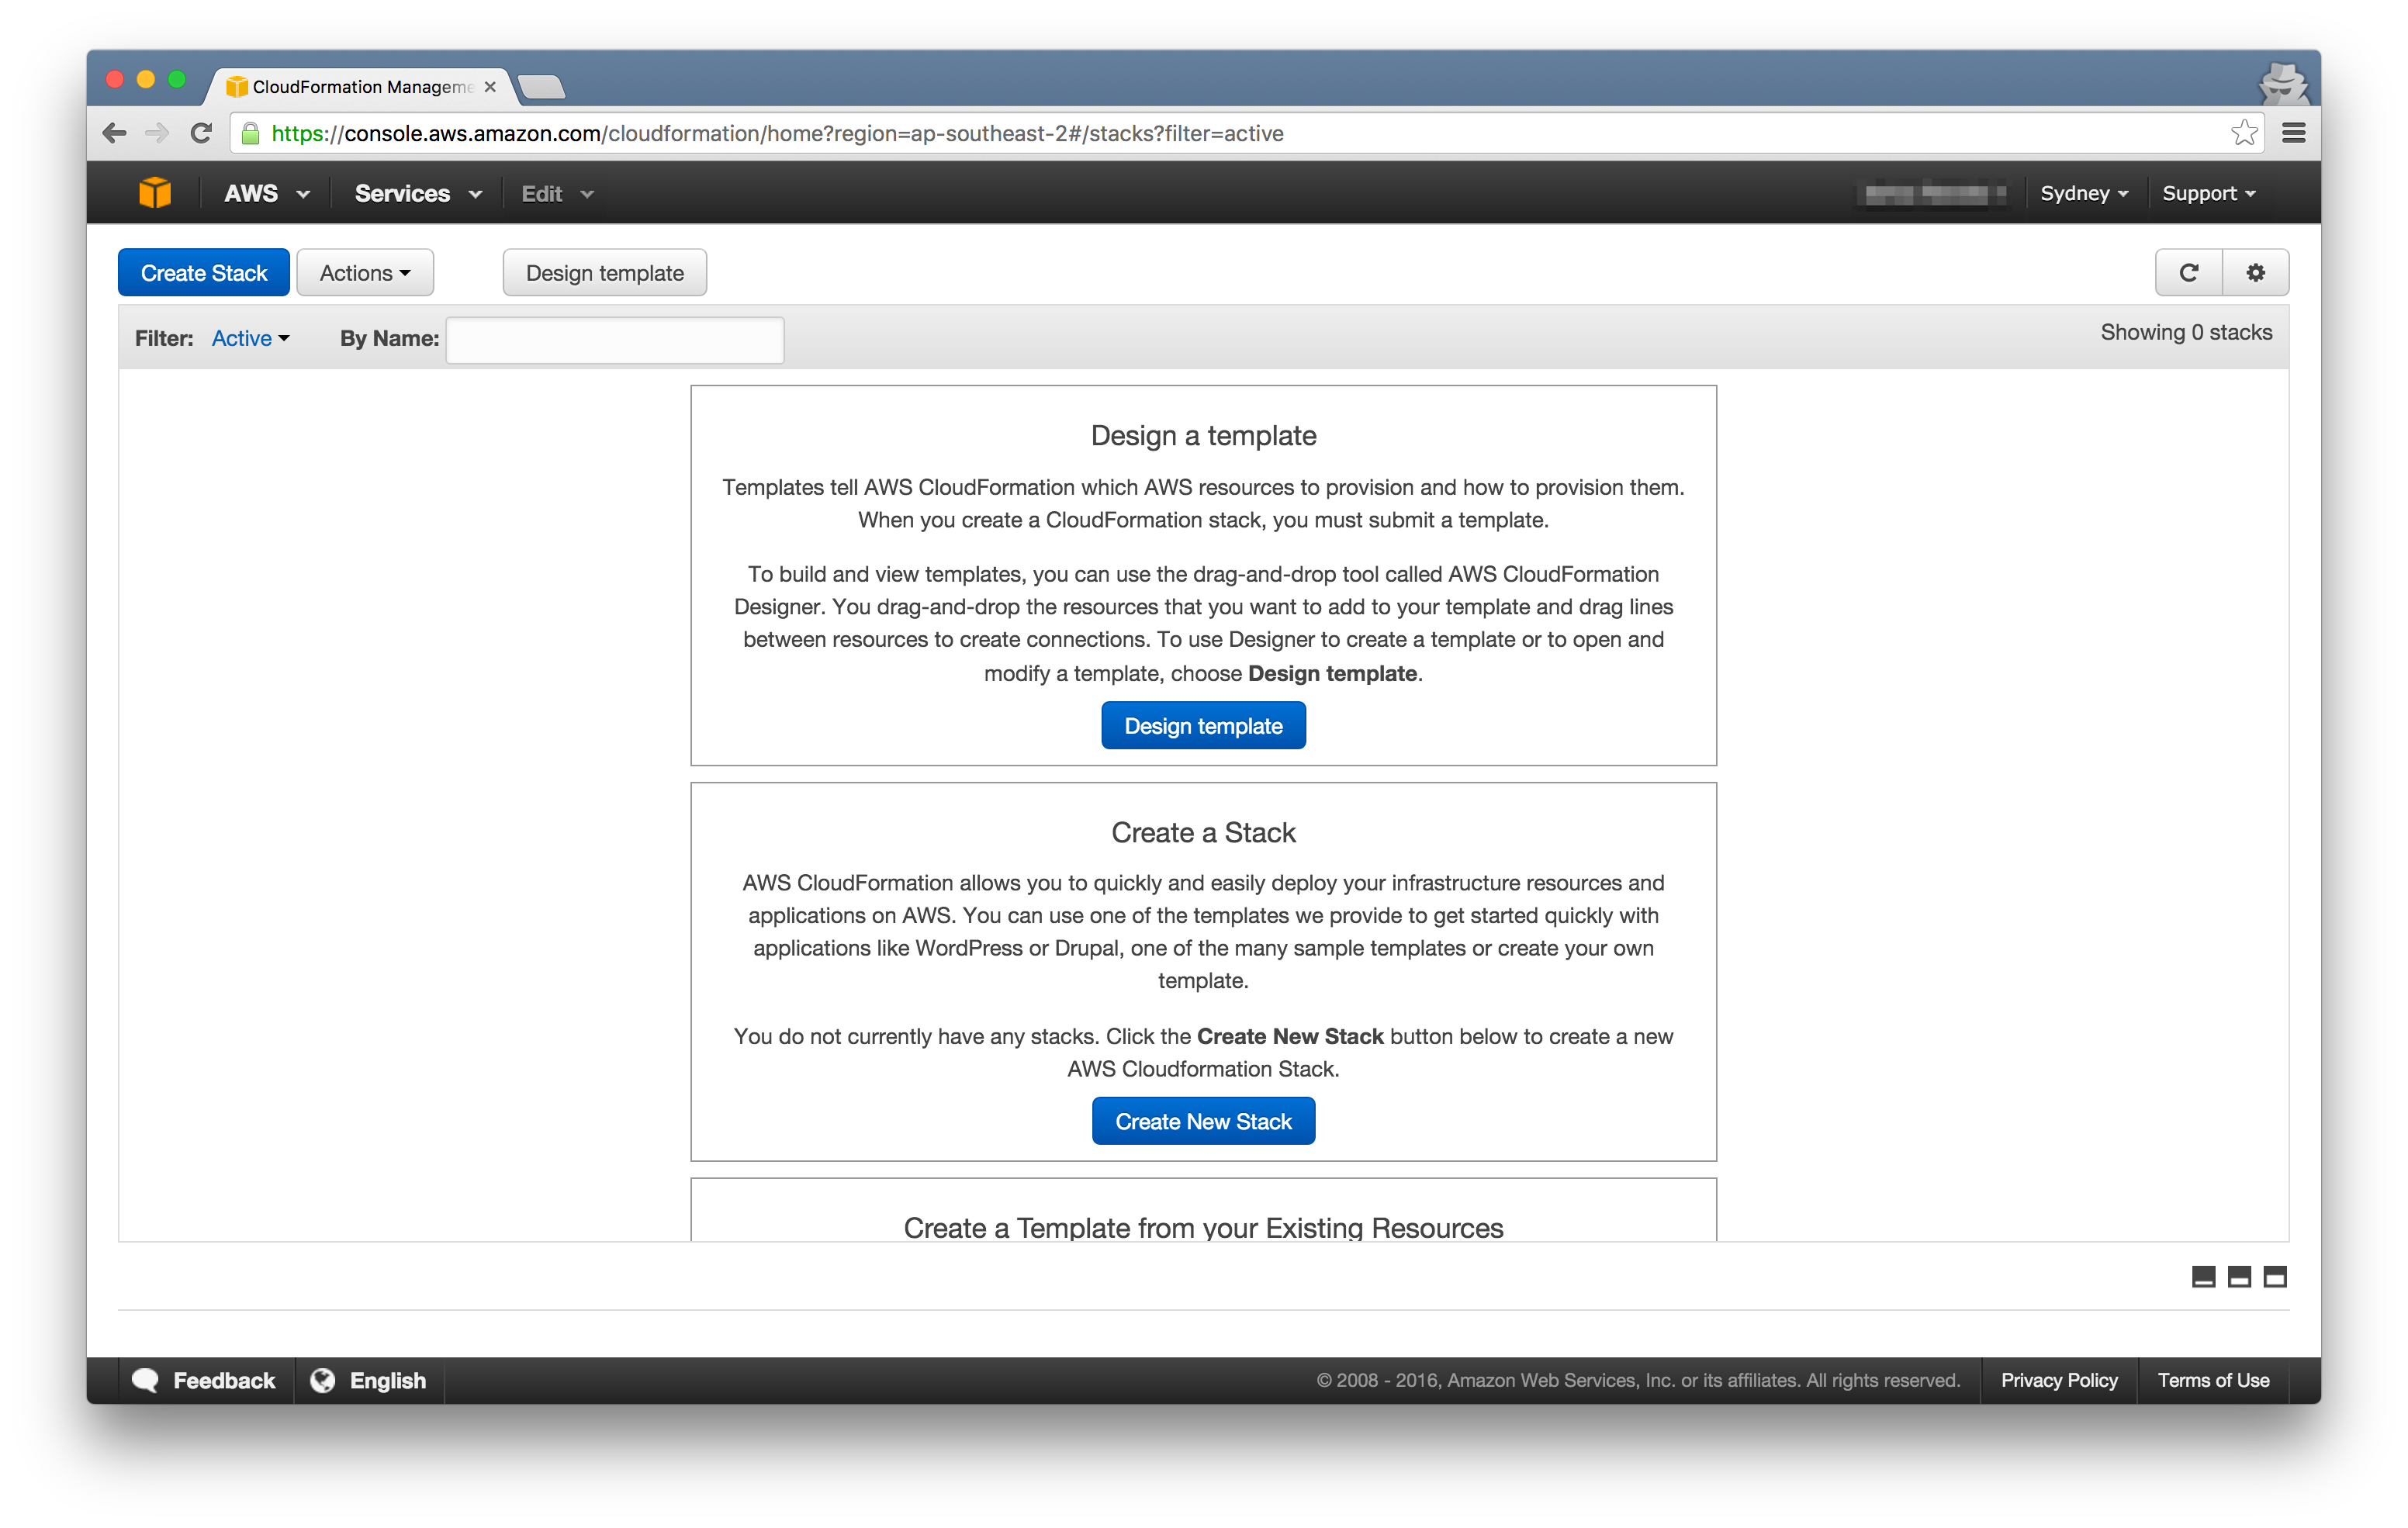 CloudFormation Manageme
https://console.aws.amazon.com/cloudformation/home?region=ap-southeast-2#/stacks?filter=active
AWS Services Edit Sydney Support
Create Stack Actions Design template
Filter: Active By Name: Showing 0 stacks
Design a template
Templates tell AWS CloudFormation which AWS resources to provision and how to provision them.
When you create a CloudFormation stack, you must submit a template.
To build and view templates, you can use the drag-and-drop tool called AWS CloudFormation
Designer. You drag-and-drop the resources that you want to add to your template and drag lines
between resources to create connections. To use Designer to create a template or to open and
modify a template, choose Design template.
Design template
Create a Stack
AWS CloudFormation allows you to quickly and easily deploy your infrastructure resources and
applications on AWS. You can use one of the templates we provide to get started quickly with
applications like WordPress or Drupal, one of the many sample templates or create your own
template.
You do not currently have any stacks. Click the Create New Stack button below to create a new
AWS Cloudformation Stack.
Create New Stack
Create a Template from your Existing Resources
Feedback English © 2008 - 2016, Amazon Web Services, Inc. or its affiliates. All rights reserved. Privacy Policy Terms of Use